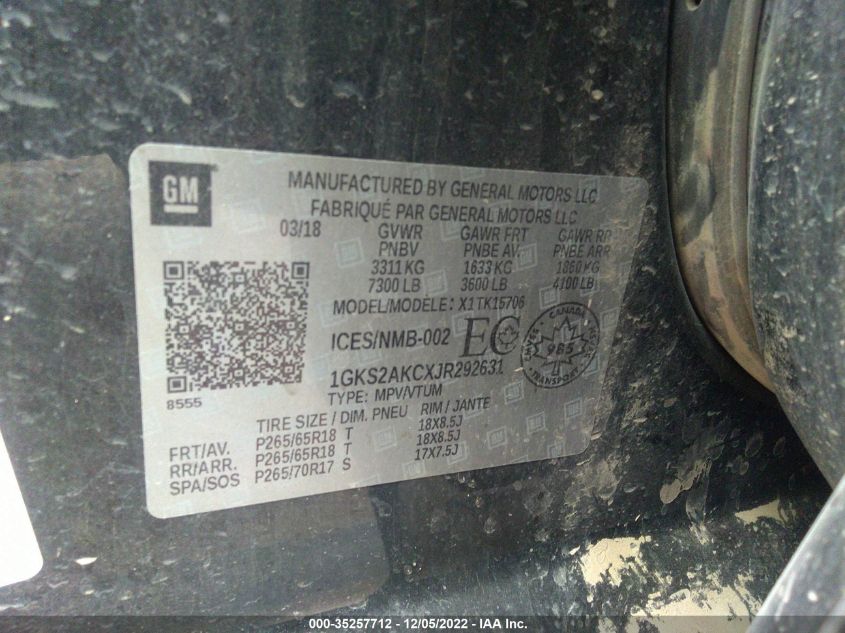 GM
MANUFACTURED BY GENERAL MOTORS LLC
FABRIQUÉ PAR GENERAL MOTORS LLC
03/18 GVWR GAWR FRT GAWR RR
PNBV PNBE AV. PNBE ARR
3311 KG 1633 KG 1860 KG
7300 LB 3600 LB 4100 LB
MODEL/MODÈLE: X1TK15706
ICES/NMB-002 EC
CANADA
985
TRANSPORT
1GKS2AKCXJR292631
TYPE: MPV/VTUM
8555
TIRE SIZE / DIM. PNEU RIM / JANTE
FRT/AV. P265/65R18 T 18X8.5J
RR/ARR. P265/65R18 T 18X8.5J
SPA/SOS P265/70R17 S 17X7.5J
000-35257712 - 12/05/2022 - IAA Inc.